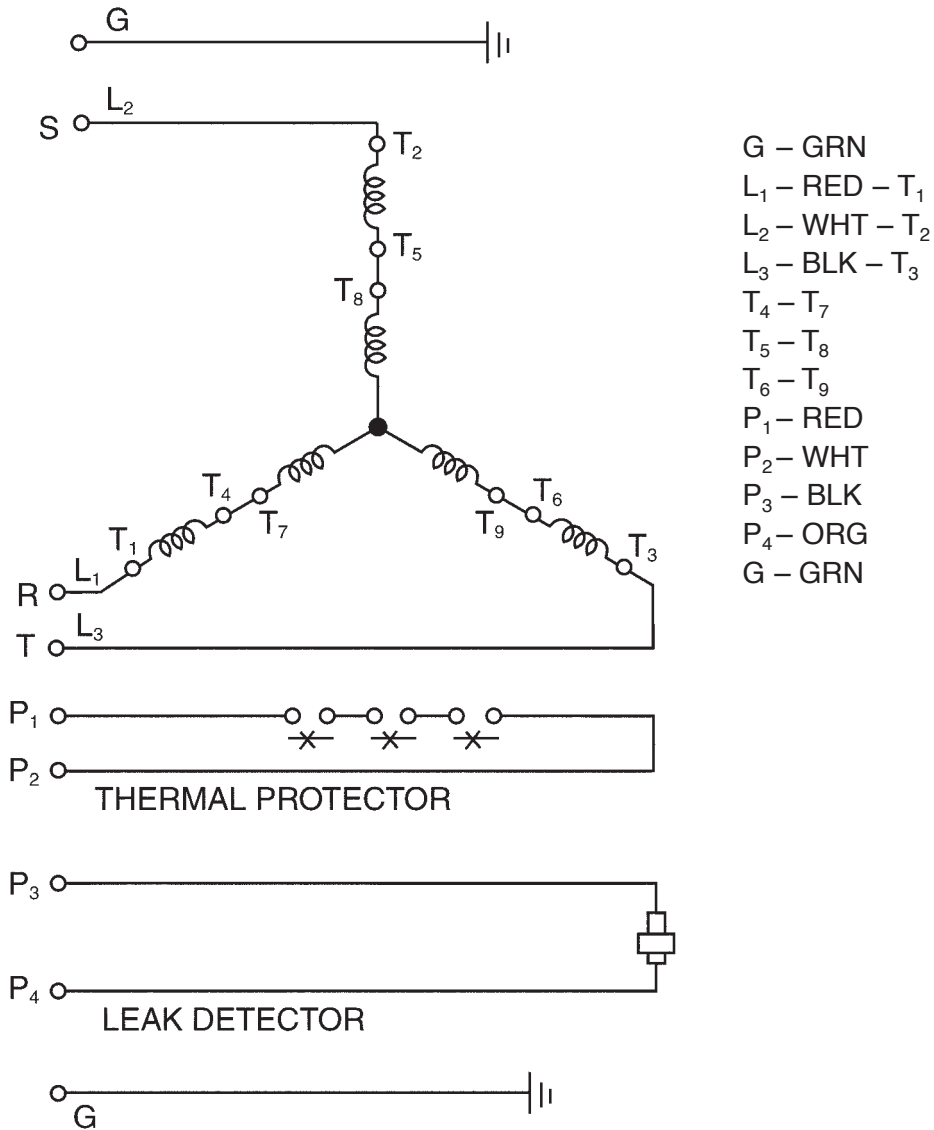 G
L₂
S
T₂
T₅
T₈
T₄
T₇
T₁
L₁
R
T₆
T₉
T₃
L₃
T
P₁
P₂
THERMAL PROTECTOR
P₃
P₄
LEAK DETECTOR
G
G – GRN
L₁ – RED – T₁
L₂ – WHT – T₂
L₃ – BLK – T₃
T₄ – T₇
T₅ – T₈
T₆ – T₉
P₁ – RED
P₂ – WHT
P₃ – BLK
P₄ – ORG
G – GRN